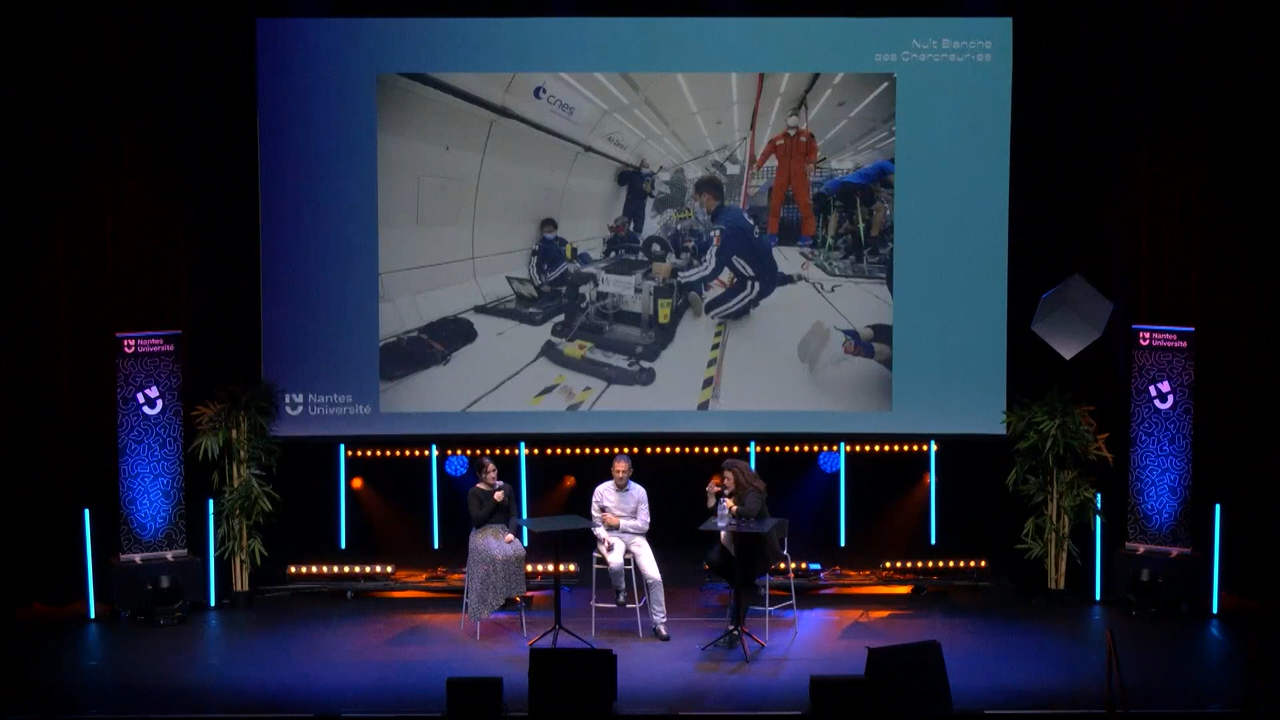 Nuit Blanche
des Chercheur·es
cnes
Nantes
Université
Nantes
Université
Nantes
Université